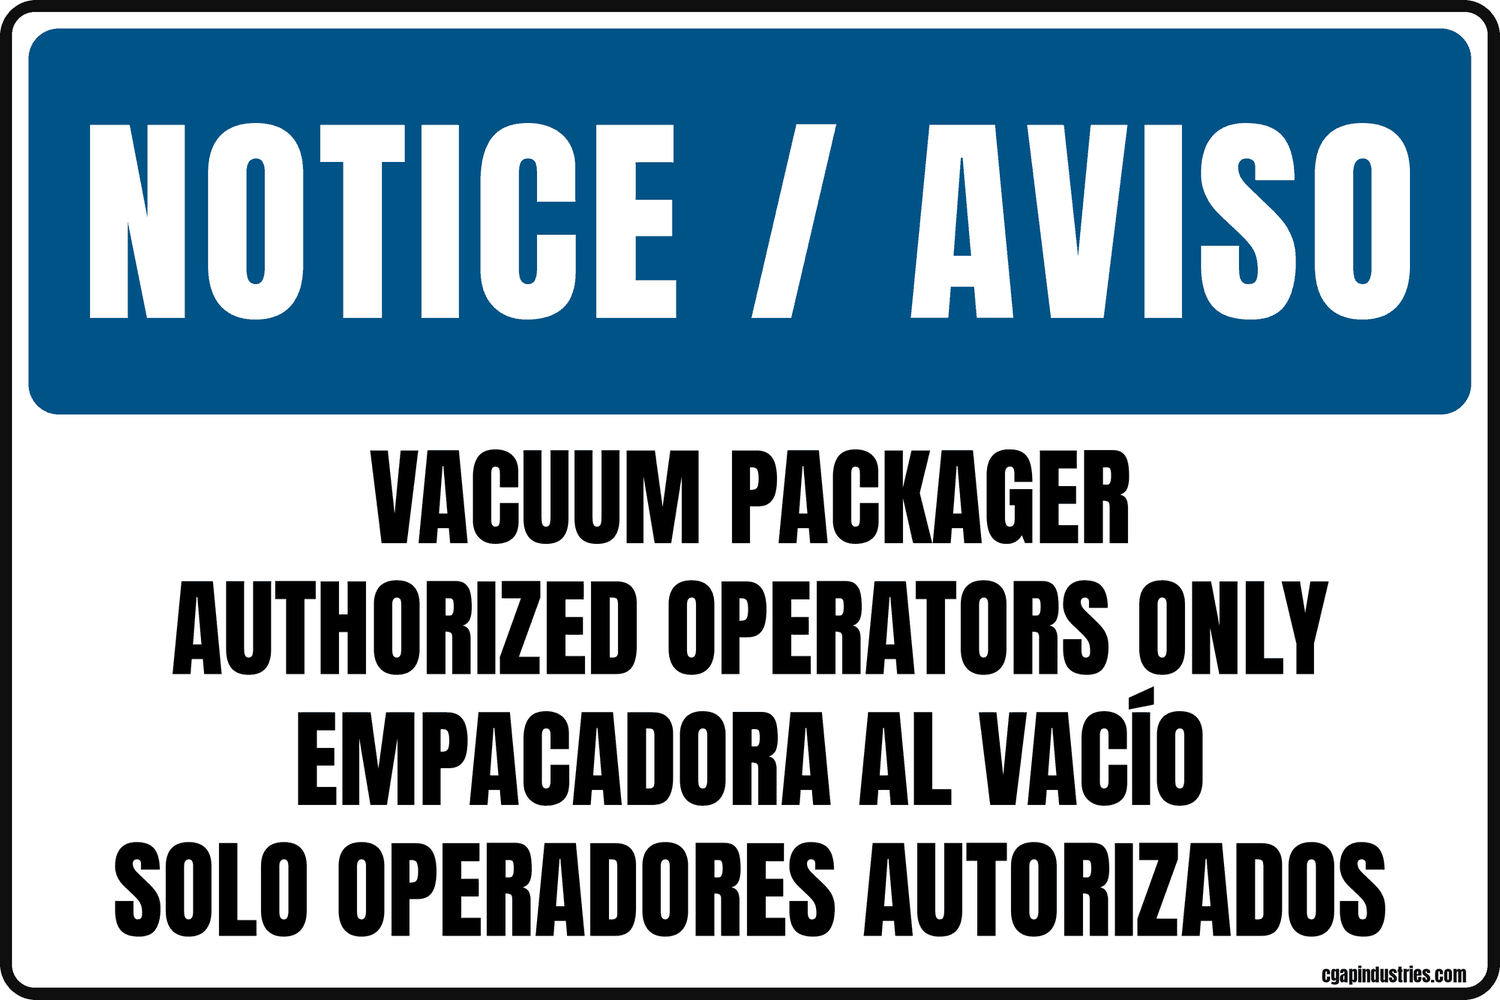 NOTICE / AVISO
VACUUM PACKAGER
AUTHORIZED OPERATORS ONLY
EMPACADORA AL VACÍO
SOLO OPERADORES AUTORIZADOS
cgapindustries.com